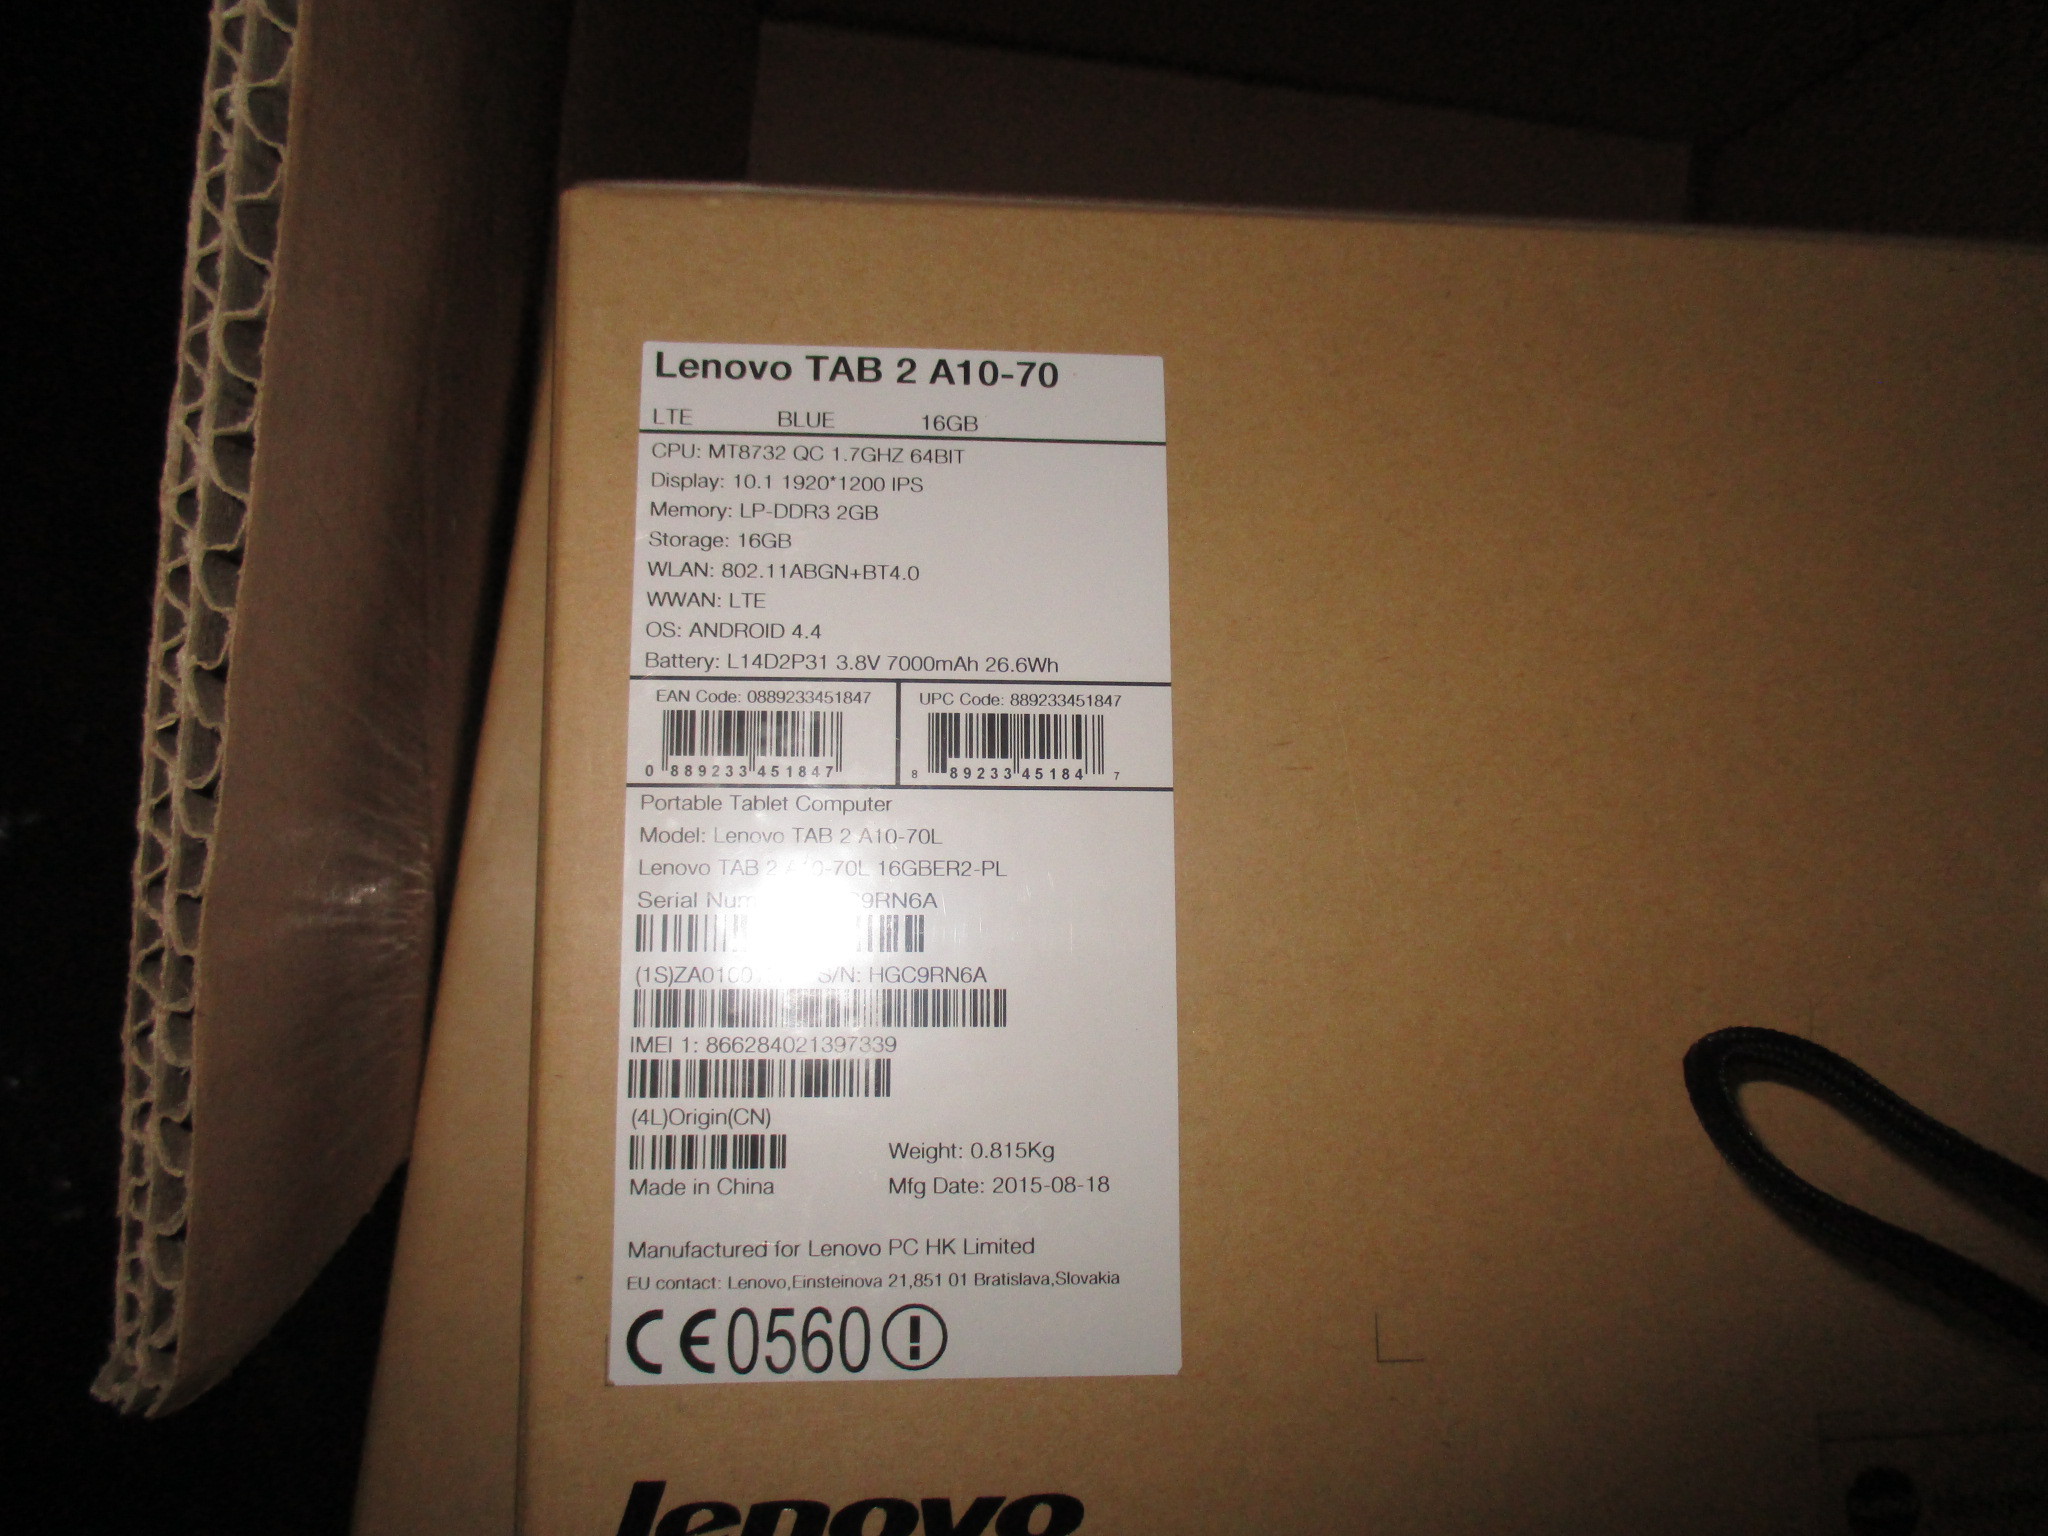 Lenovo TAB 2 A10-70
LTE BLUE 16GB
CPU: MT8732 QC 1.7GHZ 64BIT
Display: 10.1 1920*1200 IPS
Memory: LP-DDR3 2GB
Storage: 16GB
WLAN: 802.11ABGN+BT4.0
WWAN: LTE
OS: ANDROID 4.4
Battery: L14D2P31 3.8V 7000mAh 26.6Wh
EAN Code: 0889233451847 UPC Code: 889233451847
0 889233 451847 8 89233 45184 7
Portable Tablet Computer
Model: Lenovo TAB 2 A10-70L
Lenovo TAB 2 A10-70L 16GBER2-PL
Serial
S/N: HGC9RN6A
IMEI 1: 866284021397339
(4L)Origin(CN)
Weight: 0.815Kg
Made in China Mfg Date: 2015-08-18
Manufactured for Lenovo PC HK Limited
EU contact: Lenovo,Einsteinova 21,851 01 Bratislava,Slovakia
CE0560
lenovo